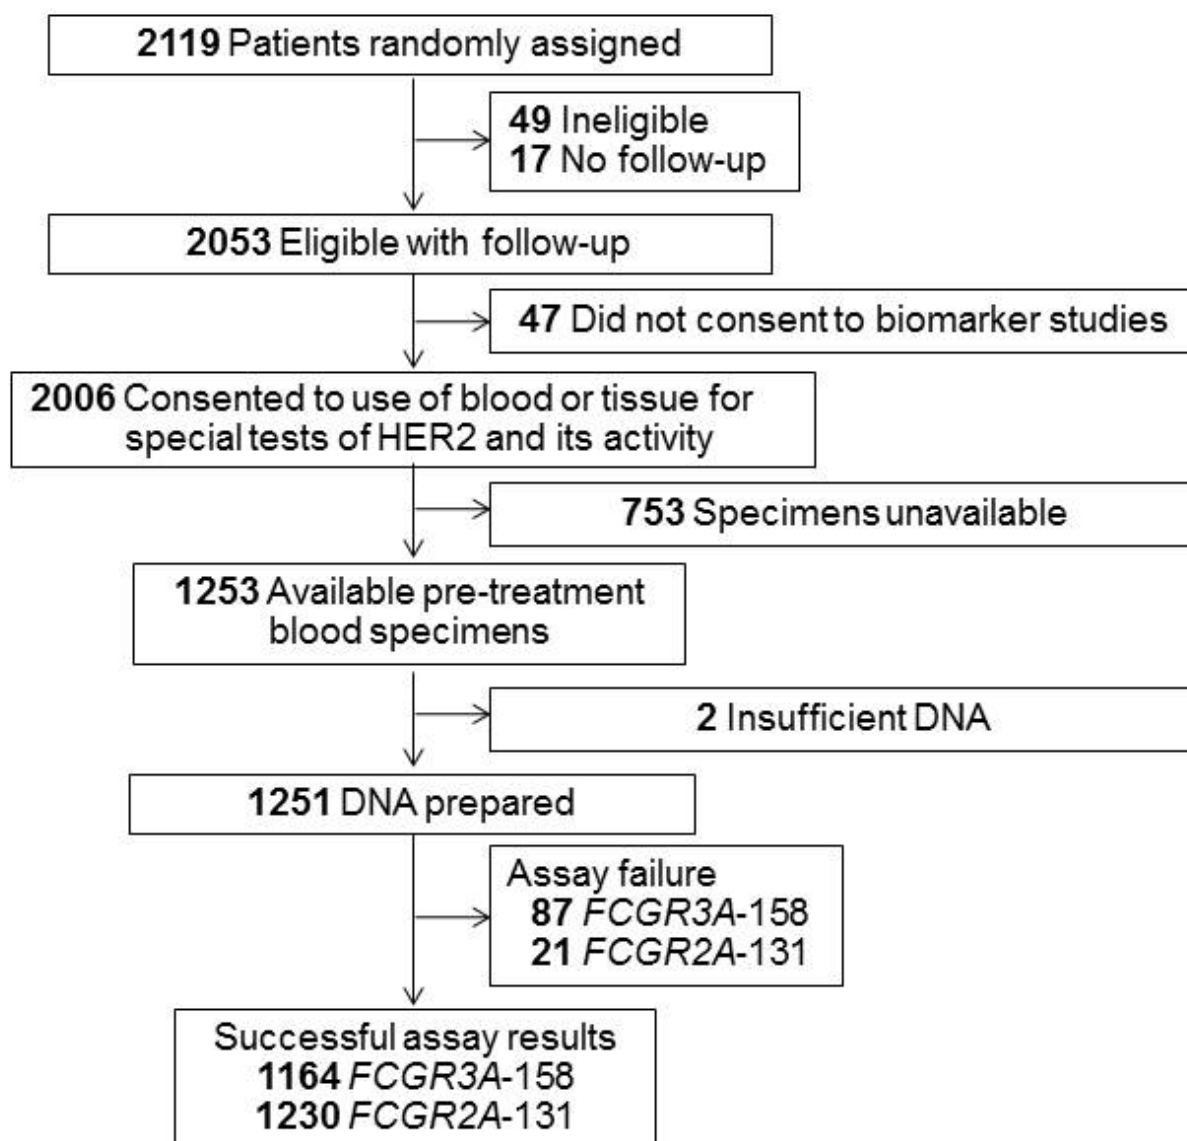 2119 Patients randomly assigned
49 Ineligible
17 No follow-up
2053 Eligible with follow-up
47 Did not consent to biomarker studies
2006 Consented to use of blood or tissue for
special tests of HER2 and its activity
753 Specimens unavailable
1253 Available pre-treatment
blood specimens
2 Insufficient DNA
1251 DNA prepared
Assay failure
87 FCGR3A-158
21 FCGR2A-131
Successful assay results
1164 FCGR3A-158
1230 FCGR2A-131